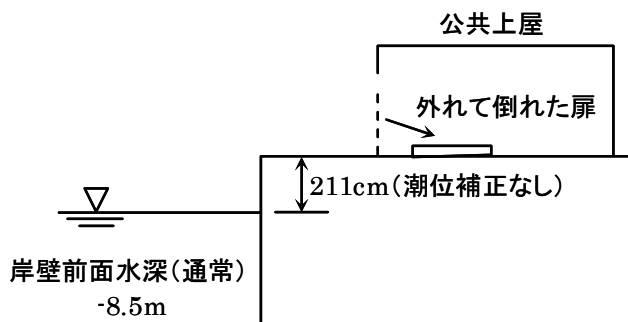 公共上屋
外れて倒れた扉
211cm(潮位補正なし)
岸壁前面水深(通常)
-8.5m